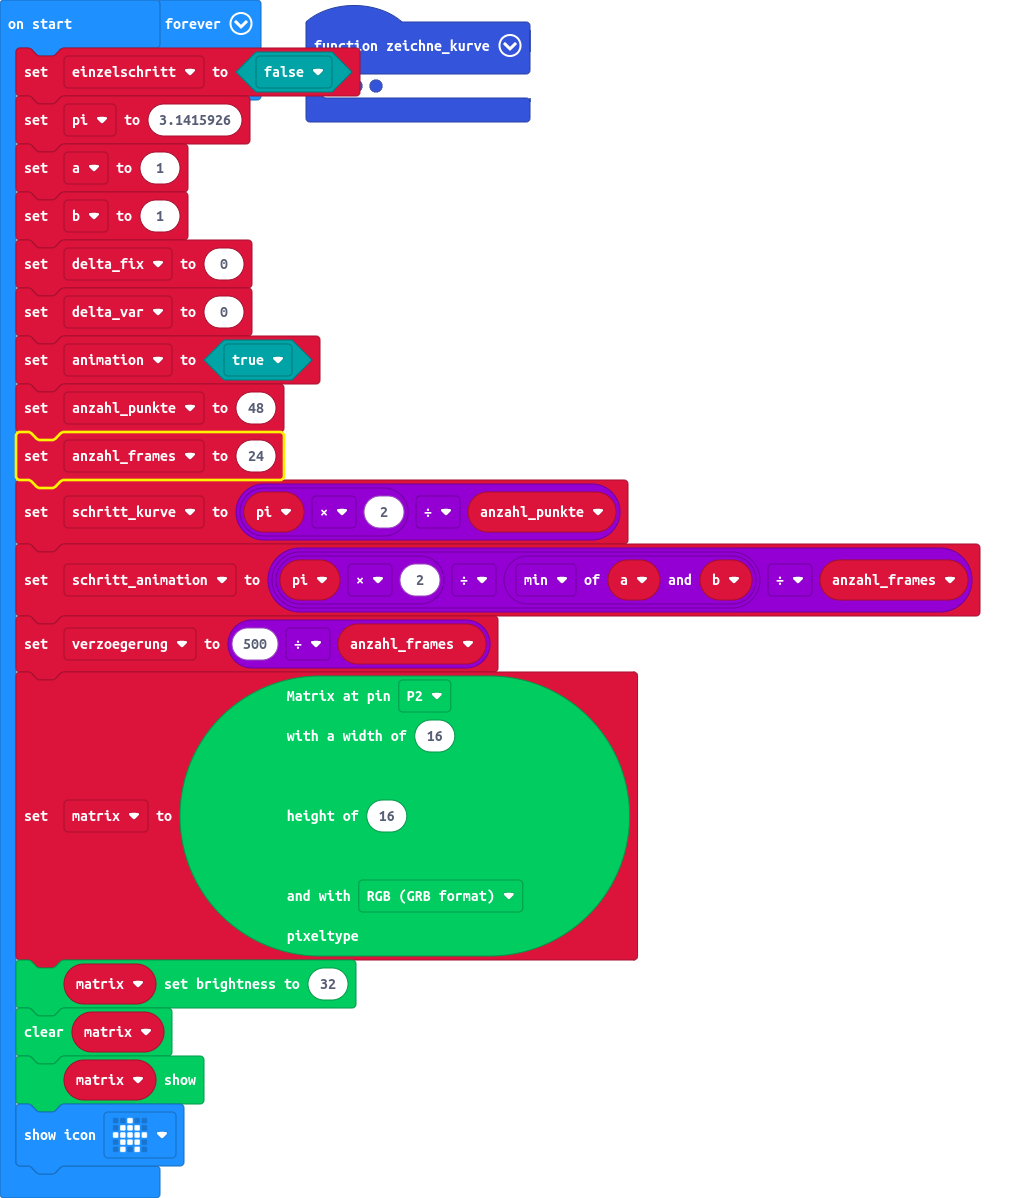 on start
forever
function zeichne_kurve
set einzelschritt to false
set pi to 3.1415926
set a to 1
set b to 1
set delta_fix to 0
set delta_var to 0
set animation to true
set anzahl_punkte to 48
set anzahl_frames to 24
set schritt_kurve to pi × 2 ÷ anzahl_punkte
set schritt_animation to pi × 2 ÷ min of a and b ÷ anzahl_frames
set verzoegerung to 500 ÷ anzahl_frames
Matrix at pin P2
with a width of 16
set matrix to height of 16
and with RGB (GRB format)
pixeltype
matrix set brightness to 32
clear matrix
matrix show
show icon